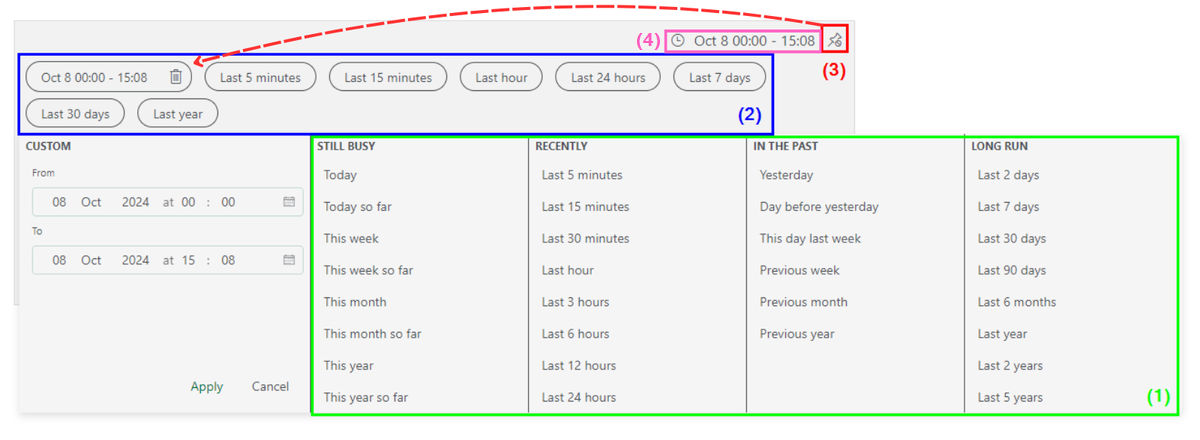 (4) Oct 8 00:00 - 15:08
(3)
Oct 8 00:00 - 15:08 Last 5 minutes Last 15 minutes Last hour Last 24 hours Last 7 days
Last 30 days Last year (2)
CUSTOM STILL BUSY RECENTLY IN THE PAST LONG RUN
From Today Last 5 minutes Yesterday Last 2 days
08 Oct 2024 at 00 : 00 Today so far Last 15 minutes Day before yesterday Last 7 days
To This week Last 30 minutes This day last week Last 30 days
08 Oct 2024 at 15 : 08 This week so far Last hour Previous week Last 90 days
This month Last 3 hours Previous month Last 6 months
This month so far Last 6 hours Previous year Last year
This year Last 12 hours Last 2 years
Apply Cancel This year so far Last 24 hours Last 5 years (1)